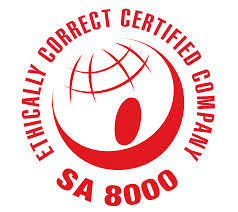 ETHICALLY CORRECT CERTIFIED COMPANY
SA 8000